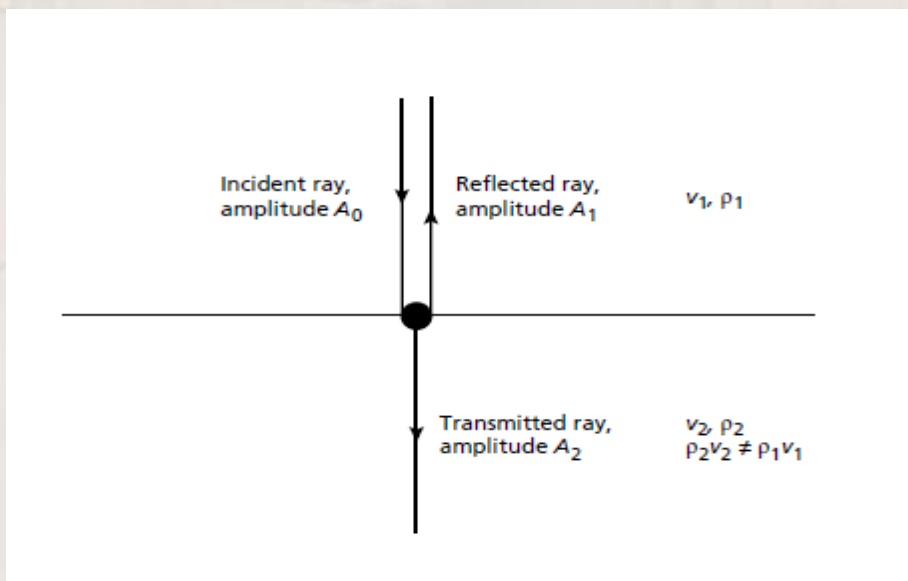 Incident ray,
amplitude A₀
Reflected ray,
amplitude A₁
v₁, ρ₁
Transmitted ray,
amplitude A₂
v₂, ρ₂
ρ₂v₂ ≠ ρ₁v₁